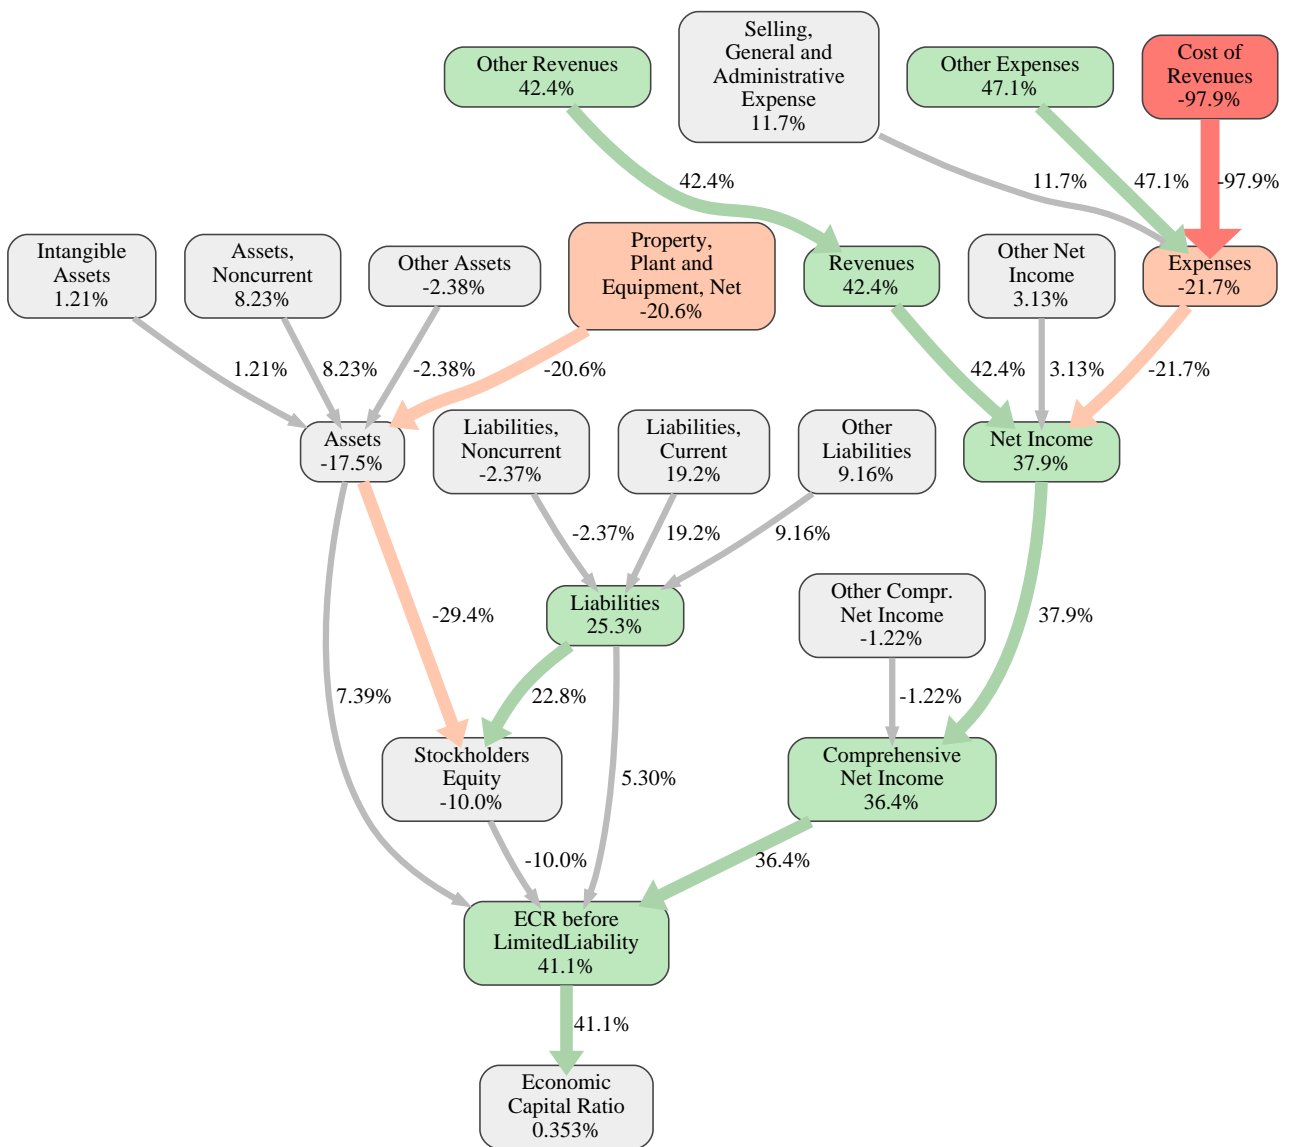 Other Revenues
42.4%
Selling,
General and
Administrative
Expense
11.7%
Other Expenses
47.1%
Cost of
Revenues
-97.9%
42.4%
11.7%
47.1%
-97.9%
Intangible
Assets
1.21%
Assets,
Noncurrent
8.23%
Other Assets
-2.38%
Property,
Plant and
Equipment, Net
-20.6%
Revenues
42.4%
Other Net
Income
3.13%
Expenses
-21.7%
1.21%
8.23%
-2.38%
-20.6%
42.4%
3.13%
-21.7%
Assets
-17.5%
Liabilities,
Noncurrent
-2.37%
Liabilities,
Current
19.2%
Other
Liabilities
9.16%
Net Income
37.9%
-2.37%
19.2%
9.16%
Liabilities
25.3%
Other Compr.
Net Income
-1.22%
-29.4%
37.9%
7.39%
22.8%
-1.22%
Stockholders
Equity
-10.0%
5.30%
Comprehensive
Net Income
36.4%
-10.0%
36.4%
ECR before
LimitedLiability
41.1%
41.1%
Economic
Capital Ratio
0.353%